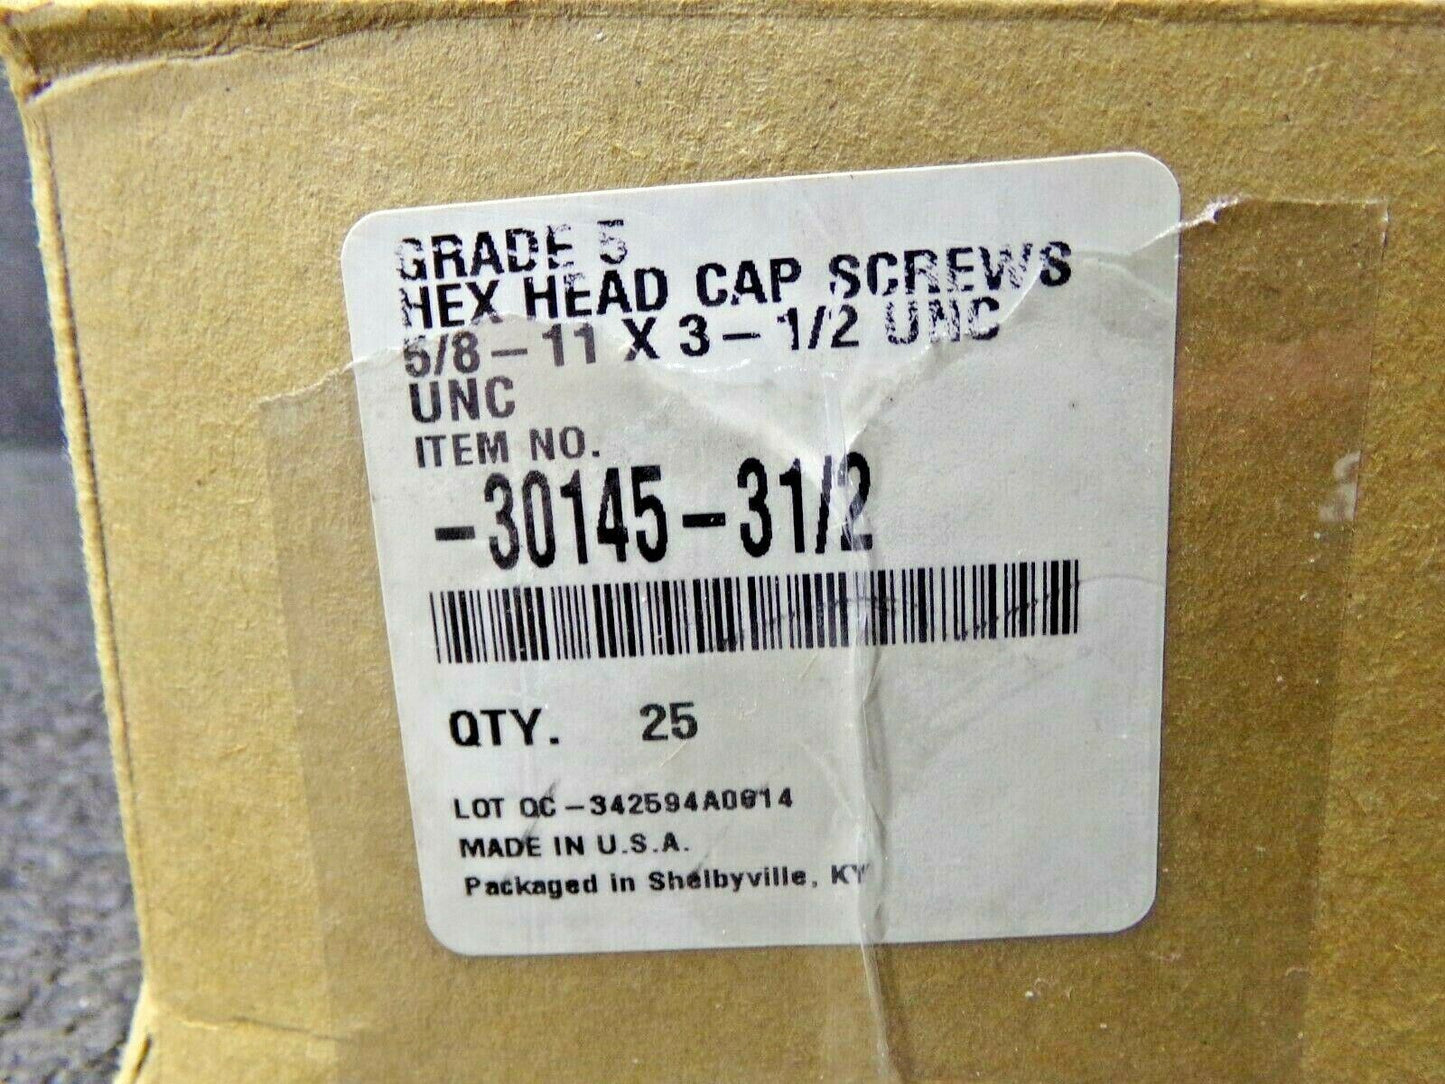 GRADE 5
HEX HEAD CAP SCREWS
5/8-11 X 3-1/2 UNC
UNC
ITEM NO.
-30145-31/2
QTY. 25
LOT QC-342594A0614
MADE IN U.S.A.
Packaged in Shelbyville, KY